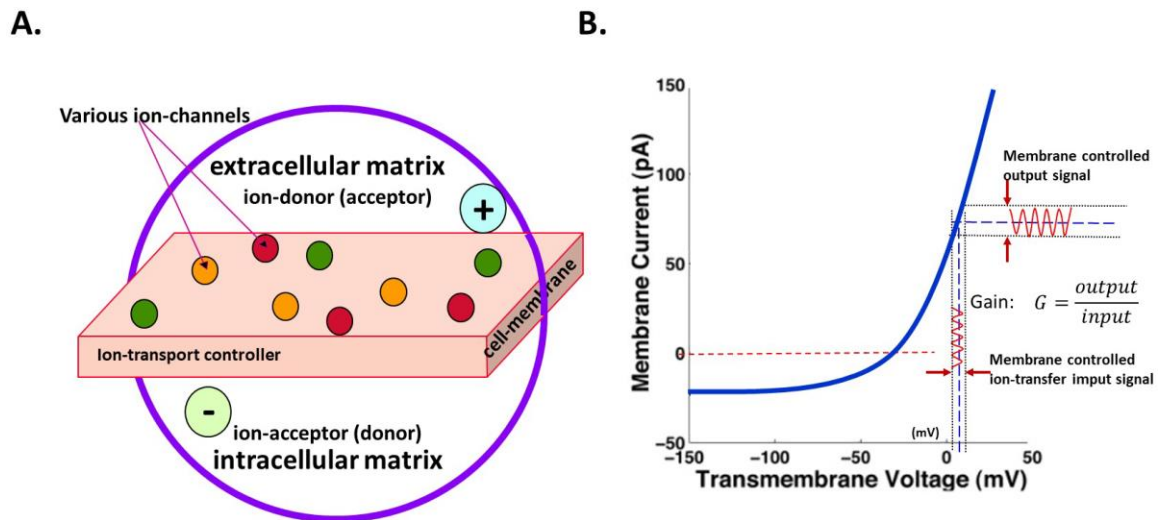 A.
Various ion-channels
extracellular matrix
ion-donor (acceptor)
+
cell-membrane
Ion-transport controller
-
ion-acceptor (donor)
intracellular matrix
B.
Membrane Current (pA)
150
100
50
0
−50
Membrane controlled
output signal
Gain: G = output
input
Membrane controlled
ion-transfer imput signal
(mV)
−150
−100
−50
0
50
Transmembrane Voltage (mV)